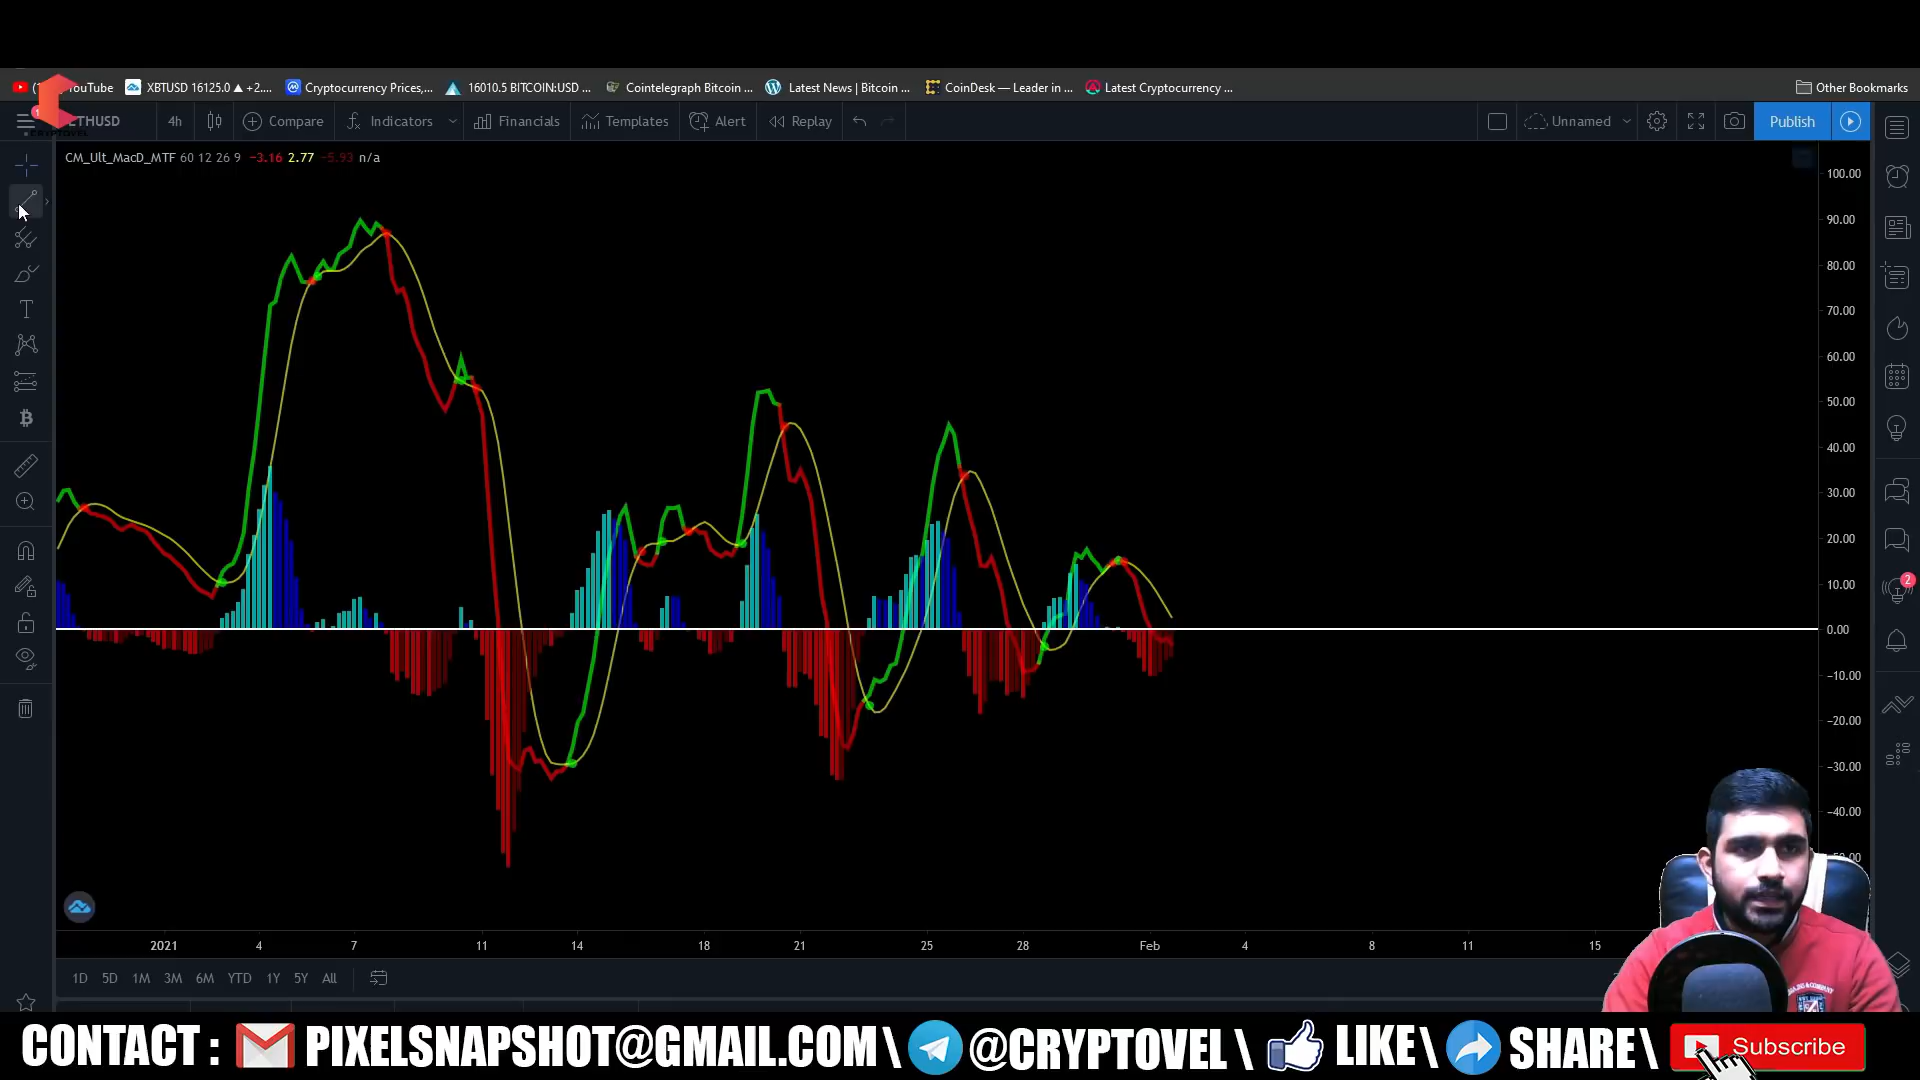 YouTube
XBTUSD 16125.0 ▲ +2....
Cryptocurrency Prices,...
16010.5 BITCOIN:USD ...
Cointelegraph Bitcoin ...
Latest News | Bitcoin ...
CoinDesk — Leader in ...
Latest Cryptocurrency ...
Other Bookmarks
ETHUSD
4h
Compare
Indicators
Financials
Templates
Alert
Replay
Unnamed
Publish
CRYPTOVEL
CM_Ult_MacD_MTF 60 12 26 9 −3.16 2.77 −5.93 n/a
100.00
90.00
80.00
70.00
60.00
50.00
40.00
30.00
20.00
10.00
0.00
−10.00
−20.00
−30.00
−40.00
2
2021 4 7 11 14 18 21 25 28 Feb 4 8 11 15
1D 5D 1M 3M 6M YTD 1Y 5Y All
CONTACT : PIXELSNAPSHOT@GMAIL.COM \ @CRYPTOVEL \ LIKE \ SHARE \ Subscribe